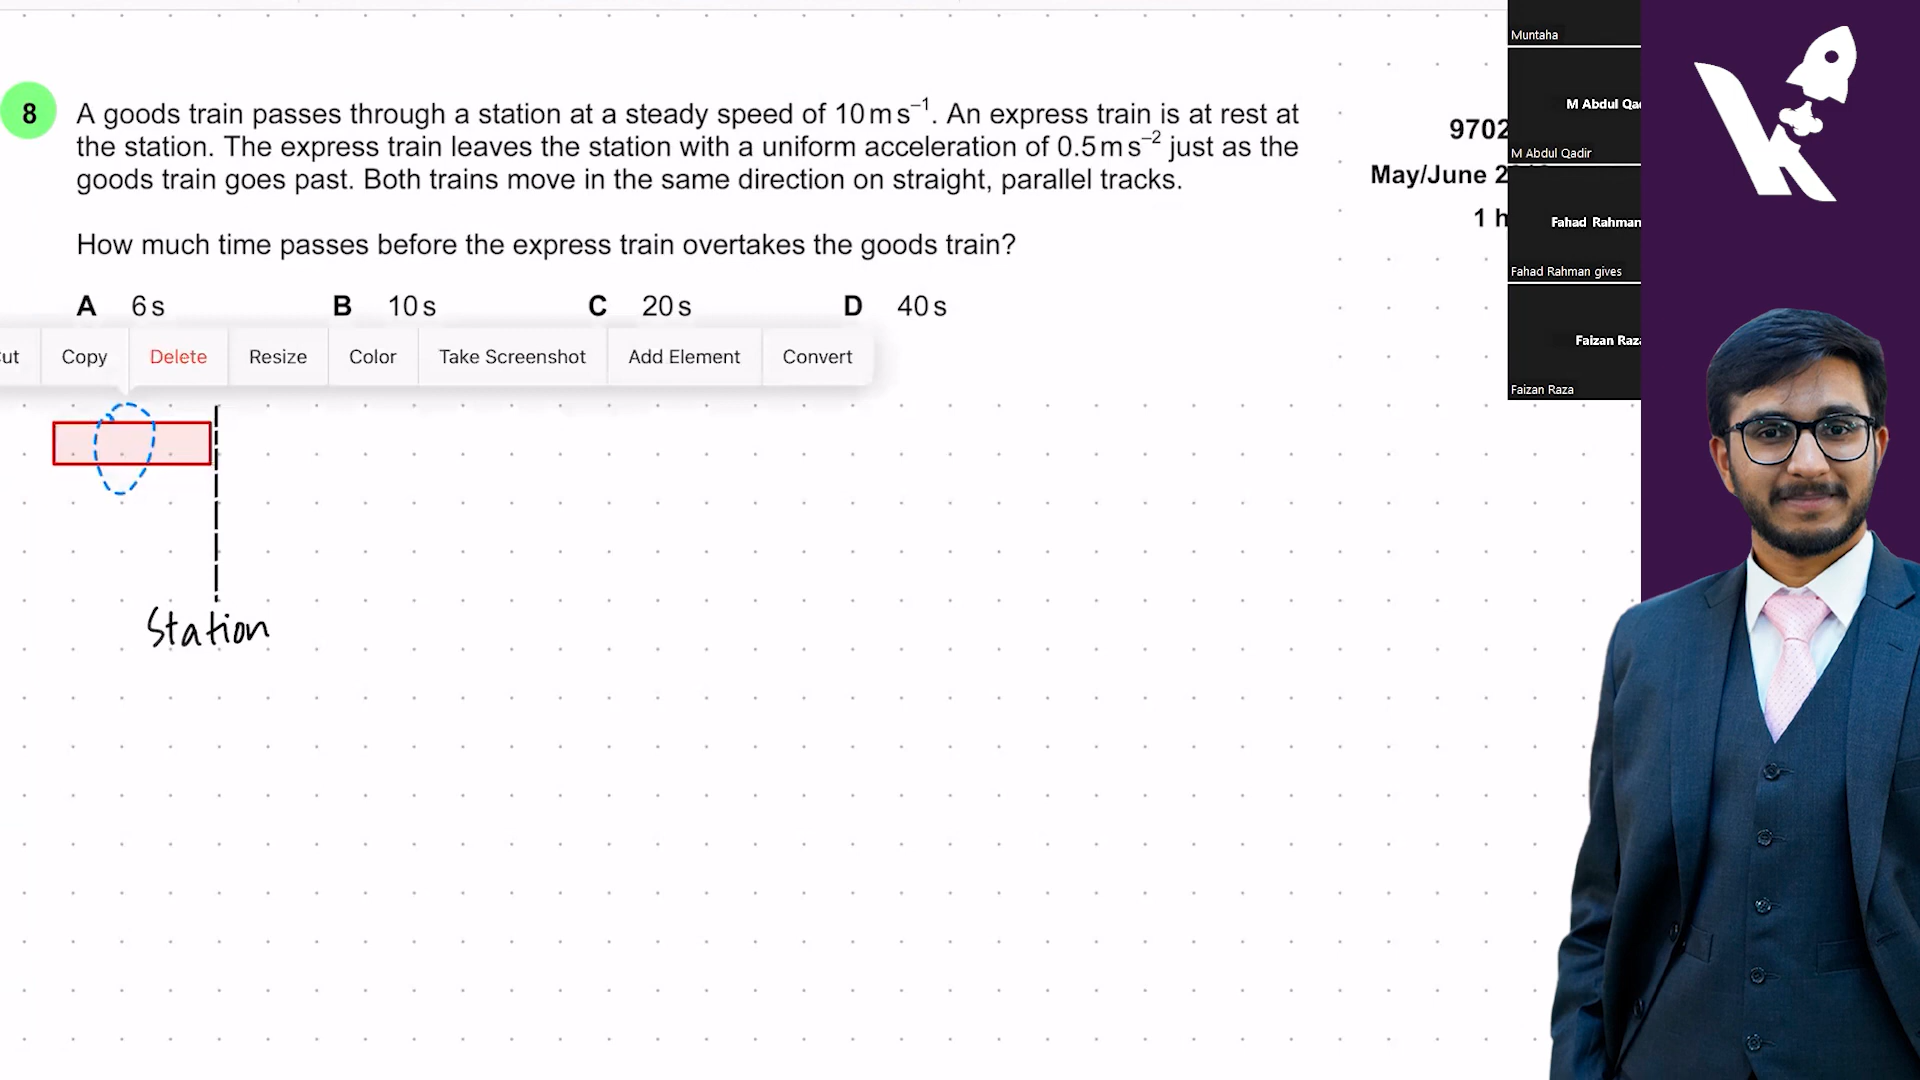 8 A goods train passes through a station at a steady speed of 10 m s⁻¹. An express train is at rest at
the station. The express train leaves the station with a uniform acceleration of 0.5 m s⁻² just as the
goods train goes past. Both trains move in the same direction on straight, parallel tracks.
How much time passes before the express train overtakes the goods train?
A 6 s B 10 s C 20 s D 40 s
Copy Delete Resize Color Take Screenshot Add Element Convert
Station
9702
May/June 2
1 h
Muntaha
M Abdul
M Abdul Qadir
Fahad Rahman
Fahad Rahman gives
Faizan
Faizan Raza